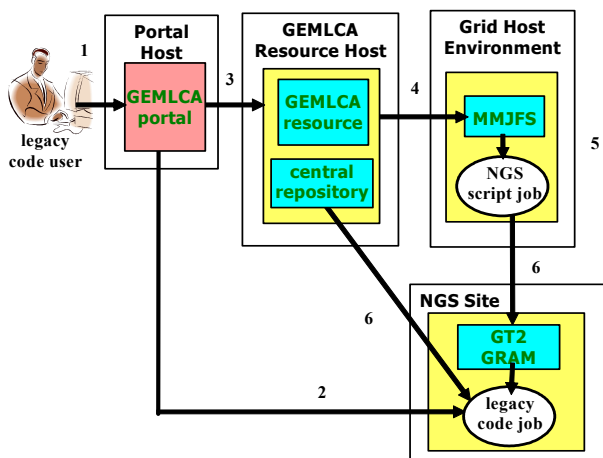 1
Portal
Host
GEMLCA
portal
legacy
code user
3
GEMLCA
Resource Host
GEMLCA
resource
central
repository
4
Grid Host
Environment
MMJFS
NGS
script job
5
6
6
2
NGS Site
GT2
GRAM
legacy
code job